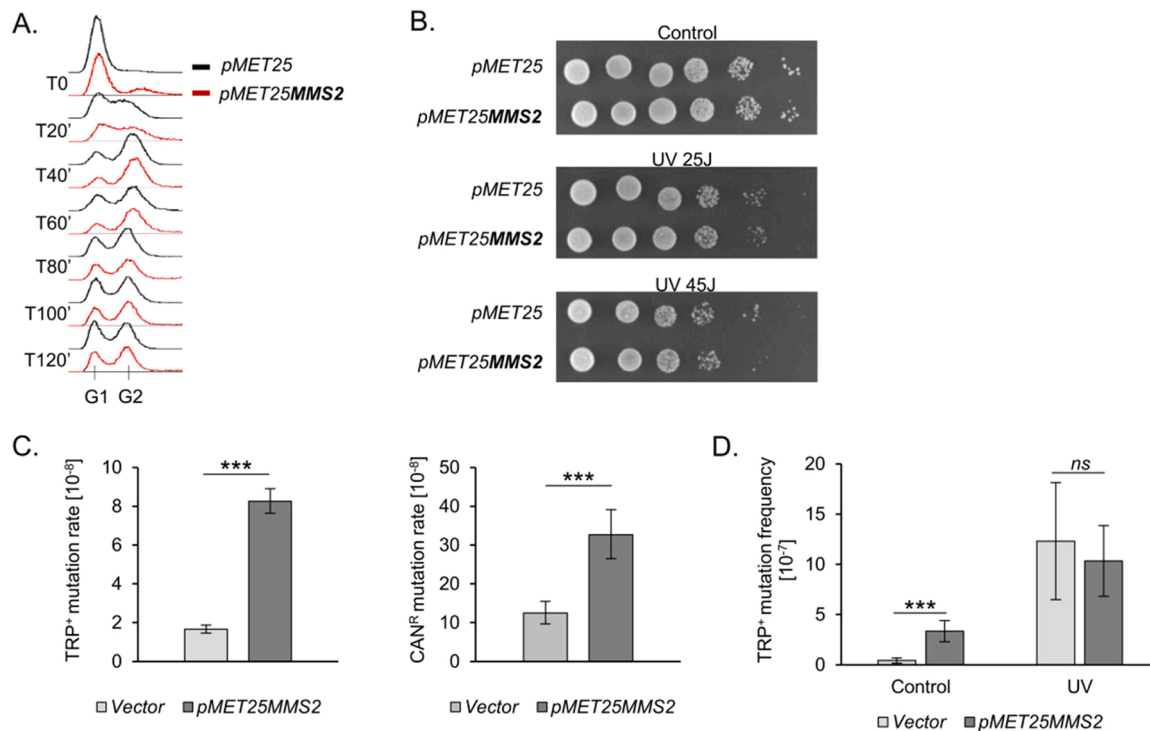 A.
pMET25
pMET25MMS2
T0
T20'
T40'
T60'
T80'
T100'
T120'
G1 G2
B.
Control
pMET25
pMET25MMS2
UV 25J
pMET25
pMET25MMS2
UV 45J
pMET25
pMET25MMS2
C.
TRP⁺ mutation rate [10⁻⁸]
10
8
6
4
2
0
***
Vector pMET25MMS2
CANᴿ mutation rate [10⁻⁸]
50
40
30
20
10
0
***
Vector pMET25MMS2
D.
TRP⁺ mutation frequency
[10⁻⁷]
20
15
10
5
0
***
ns
Control UV
Vector pMET25MMS2